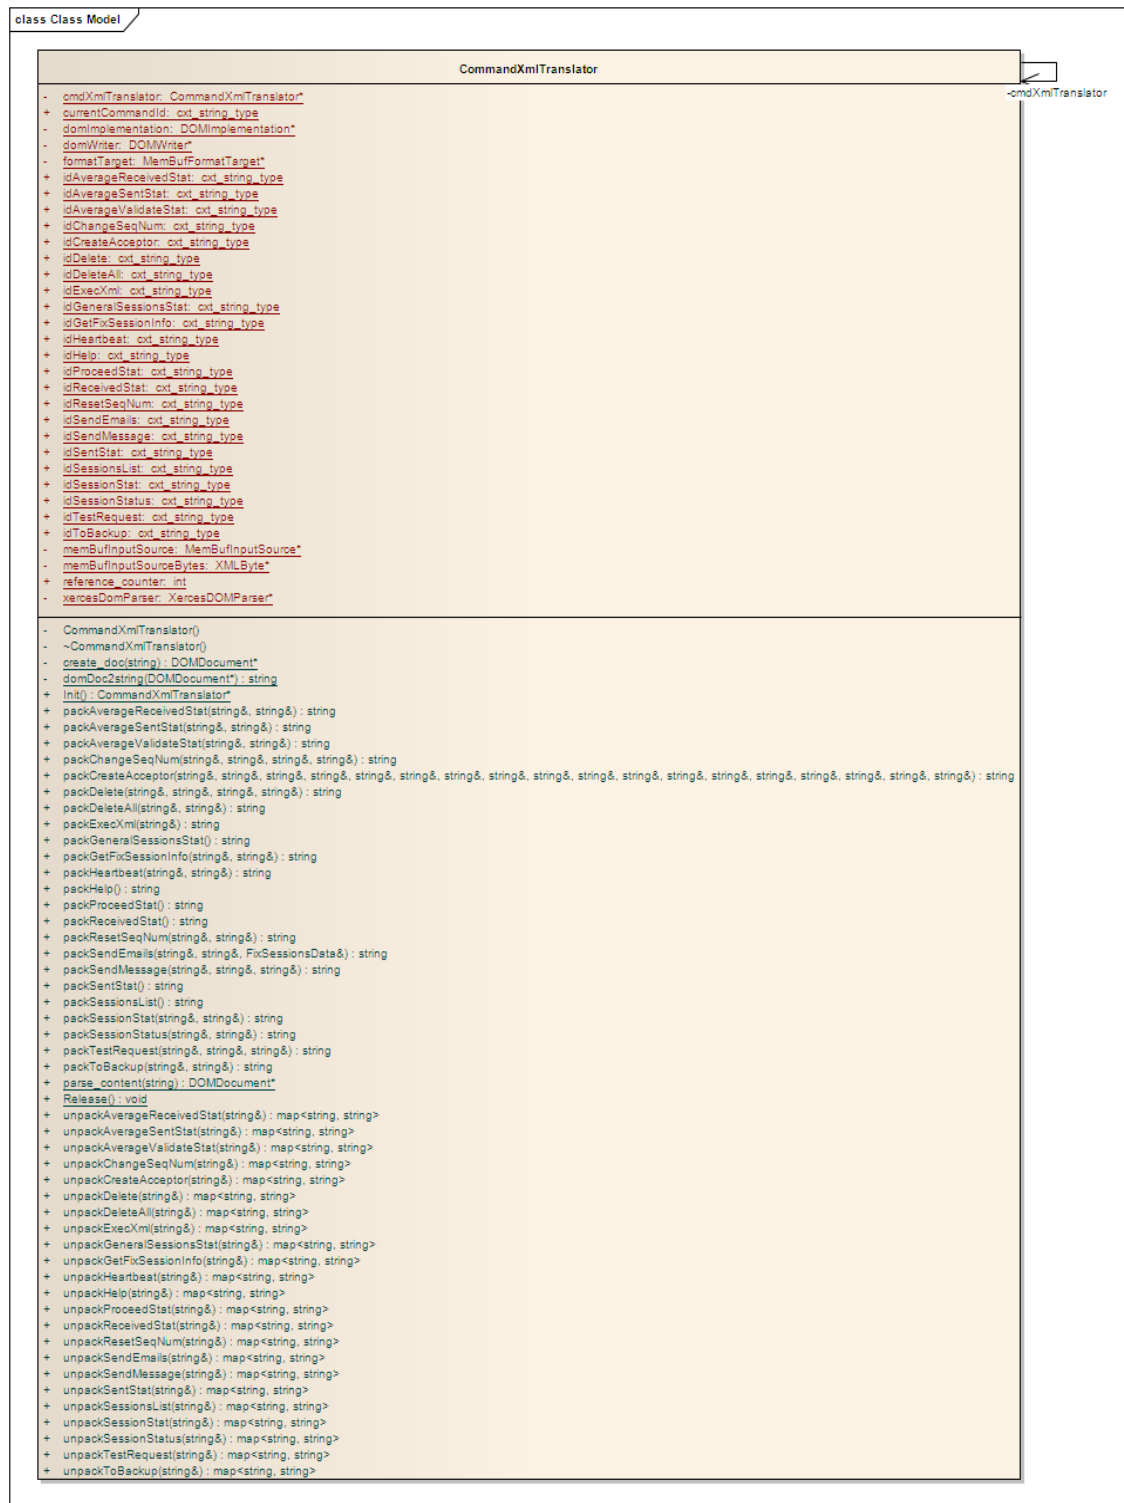 class Class Model
CommandXmlTranslator
-cmdXmlTranslator
- cmdXmlTranslator: CommandXmlTranslator*
+ currentCommandId: cxt_string_type
- domImplementation: DOMImplementation*
- domWriter: DOMWriter*
- formatTarget: MemBufFormatTarget*
+ idAverageReceivedStat: cxt_string_type
+ idAverageSentStat: cxt_string_type
+ idAverageValidateStat: cxt_string_type
+ idChangeSeqNum: cxt_string_type
+ idCreateAcceptor: cxt_string_type
+ idDelete: cxt_string_type
+ idDeleteAll: cxt_string_type
+ idExecXml: cxt_string_type
+ idGeneralSessionsStat: cxt_string_type
+ idGetFixSessionInfo: cxt_string_type
+ idHeartbeat: cxt_string_type
+ idHelp: cxt_string_type
+ idProceedStat: cxt_string_type
+ idReceivedStat: cxt_string_type
+ idResetSeqNum: cxt_string_type
+ idSendEmails: cxt_string_type
+ idSendMessage: cxt_string_type
+ idSentStat: cxt_string_type
+ idSessionsList: cxt_string_type
+ idSessionStat: cxt_string_type
+ idSessionStatus: cxt_string_type
+ idTestRequest: cxt_string_type
+ idToBackup: cxt_string_type
- memBufInputSource: MemBufInputSource*
- memBufInputSourceBytes: XMLByte*
+ reference_counter: int
- xercesDomParser: XercesDOMParser*
- CommandXmlTranslator()
- ~CommandXmlTranslator()
- create_doc(string) : DOMDocument*
- domDoc2string(DOMDocument*) : string
+ Init() : CommandXmlTranslator*
+ packAverageReceivedStat(string&, string&) : string
+ packAverageSentStat(string&, string&) : string
+ packAverageValidateStat(string&, string&) : string
+ packChangeSeqNum(string&, string&, string&, string&) : string
+ packCreateAcceptor(string&, string&, string&, string&, string&, string&, string&, string&, string&, string&, string&, string&, string&, string&, string&, string&, string&, string&) : string
+ packDelete(string&, string&, string&, string&) : string
+ packDeleteAll(string&, string&) : string
+ packExecXml(string&) : string
+ packGeneralSessionsStat() : string
+ packGetFixSessionInfo(string&, string&) : string
+ packHeartbeat(string&, string&) : string
+ packHelp() : string
+ packProceedStat() : string
+ packReceivedStat() : string
+ packResetSeqNum(string&, string&) : string
+ packSendEmails(string&, string&, FixSessionsData&) : string
+ packSendMessage(string&, string&, string&) : string
+ packSentStat() : string
+ packSessionsList() : string
+ packSessionStat(string&, string&) : string
+ packSessionStatus(string&, string&) : string
+ packTestRequest(string&, string&, string&) : string
+ packToBackup(string&, string&) : string
+ parse_content(string) : DOMDocument*
+ Release() : void
+ unpackAverageReceivedStat(string&) : map<string, string>
+ unpackAverageSentStat(string&) : map<string, string>
+ unpackAverageValidateStat(string&) : map<string, string>
+ unpackChangeSeqNum(string&) : map<string, string>
+ unpackCreateAcceptor(string&) : map<string, string>
+ unpackDelete(string&) : map<string, string>
+ unpackDeleteAll(string&) : map<string, string>
+ unpackExecXml(string&) : map<string, string>
+ unpackGeneralSessionsStat(string&) : map<string, string>
+ unpackGetFixSessionInfo(string&) : map<string, string>
+ unpackHeartbeat(string&) : map<string, string>
+ unpackHelp(string&) : map<string, string>
+ unpackProceedStat(string&) : map<string, string>
+ unpackReceivedStat(string&) : map<string, string>
+ unpackResetSeqNum(string&) : map<string, string>
+ unpackSendEmails(string&) : map<string, string>
+ unpackSendMessage(string&) : map<string, string>
+ unpackSentStat(string&) : map<string, string>
+ unpackSessionsList(string&) : map<string, string>
+ unpackSessionStat(string&) : map<string, string>
+ unpackSessionStatus(string&) : map<string, string>
+ unpackTestRequest(string&) : map<string, string>
+ unpackToBackup(string&) : map<string, string>